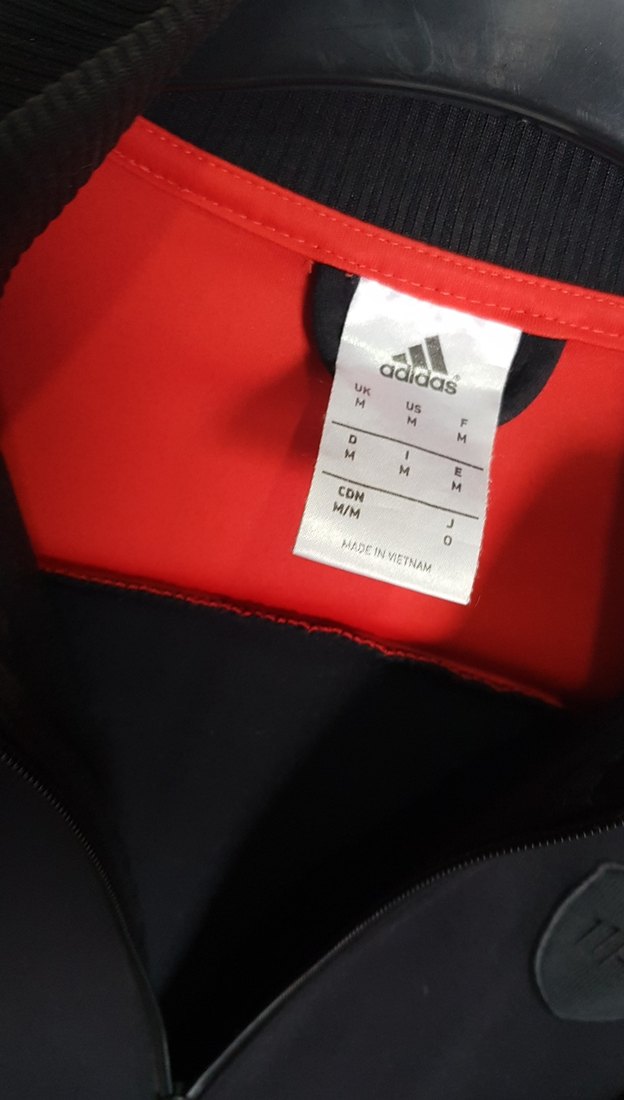 adidas
UK US F
M M M
D I E
M M M
CDN J
M/M O
MADE IN VIETNAM